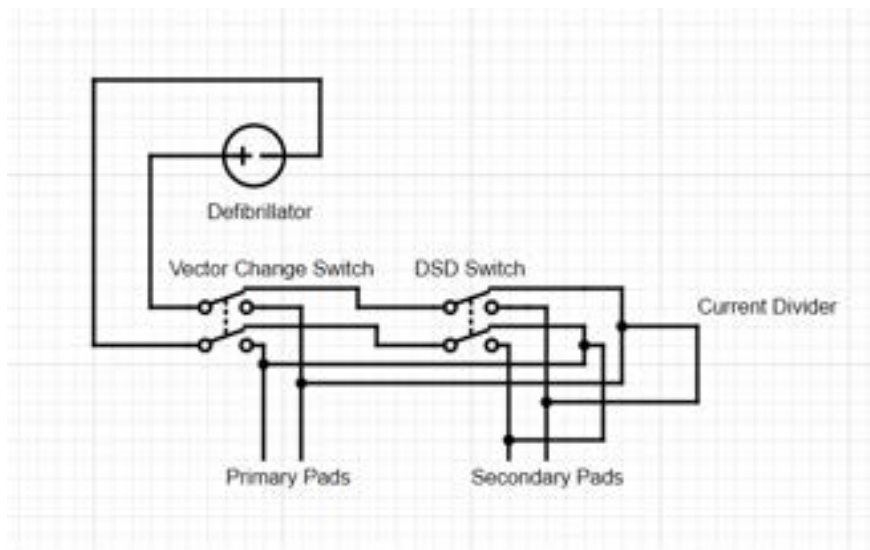 Defibrillator
Vector Change Switch
DSD Switch
Current Divider
Primary Pads
Secondary Pads